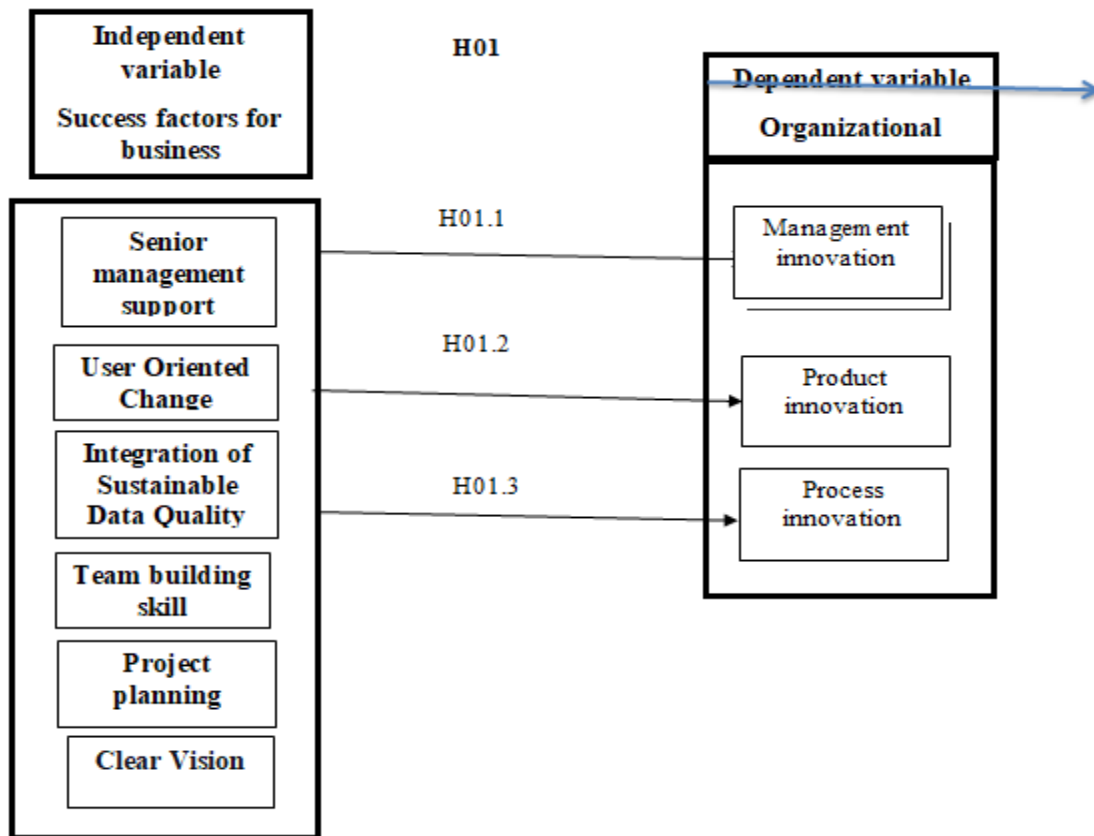 Independent
variable
Success factors for
business
H01
Dependent variable
Organizational
Senior
management
support
User Oriented
Change
Integration of
Sustainable
Data Quality
Team building
skill
Project
planning
Clear Vision
H01.1
H01.2
H01.3
Management
innovation
Product
innovation
Process
innovation